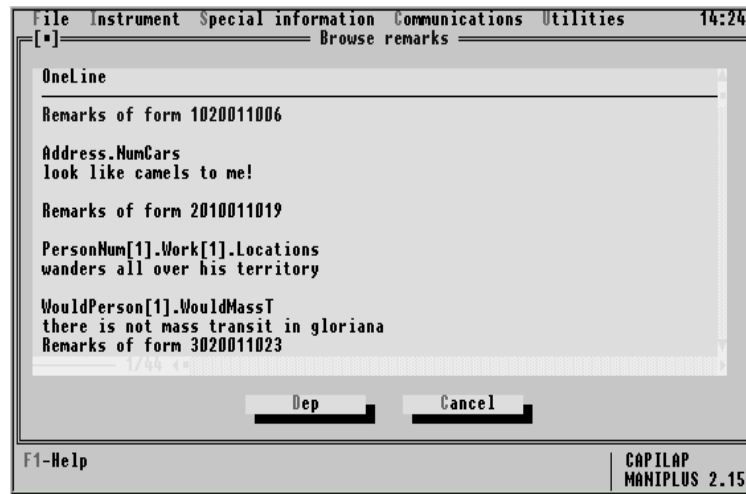 File Instrument Special information Communications Utilities 14:24
[▪] Browse remarks
OneLine
Remarks of form 1020011006
Address.NumCars
look like camels to me!
Remarks of form 2010011019
PersonNum[1].Work[1].Locations
wanders all over his territory
WouldPerson[1].WouldMassT
there is not mass transit in gloriana
Remarks of form 3020011023
1/44
Dep Cancel
F1-Help CAPILAP
MANIPLUS 2.15